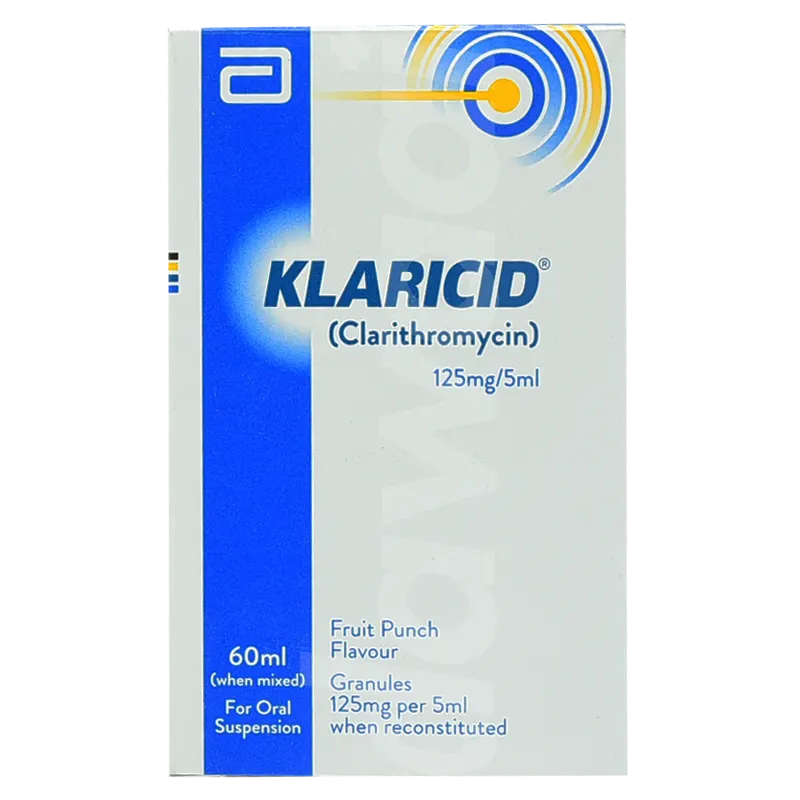 KLARICID®
(Clarithromycin)
125mg/5ml
Fruit Punch
Flavour
Granules
125mg per 5ml
when reconstituted
60ml
(when mixed)
For Oral
Suspension